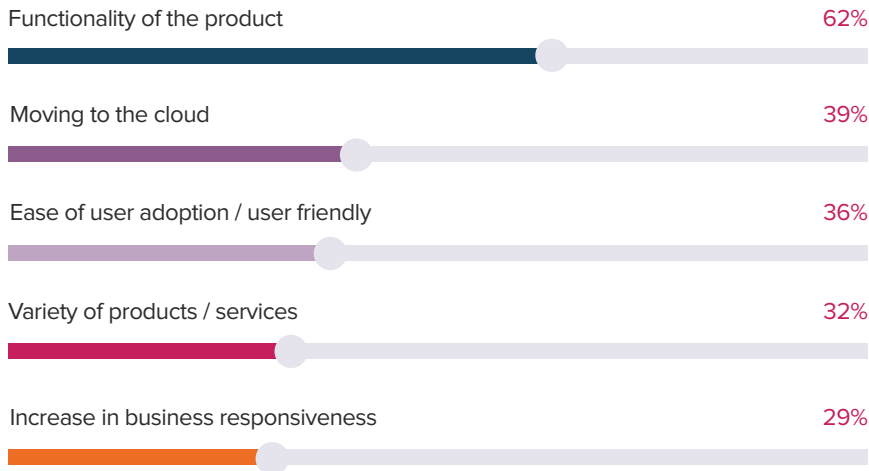 Functionality of the product 62%
Moving to the cloud 39%
Ease of user adoption / user friendly 36%
Variety of products / services 32%
Increase in business responsiveness 29%